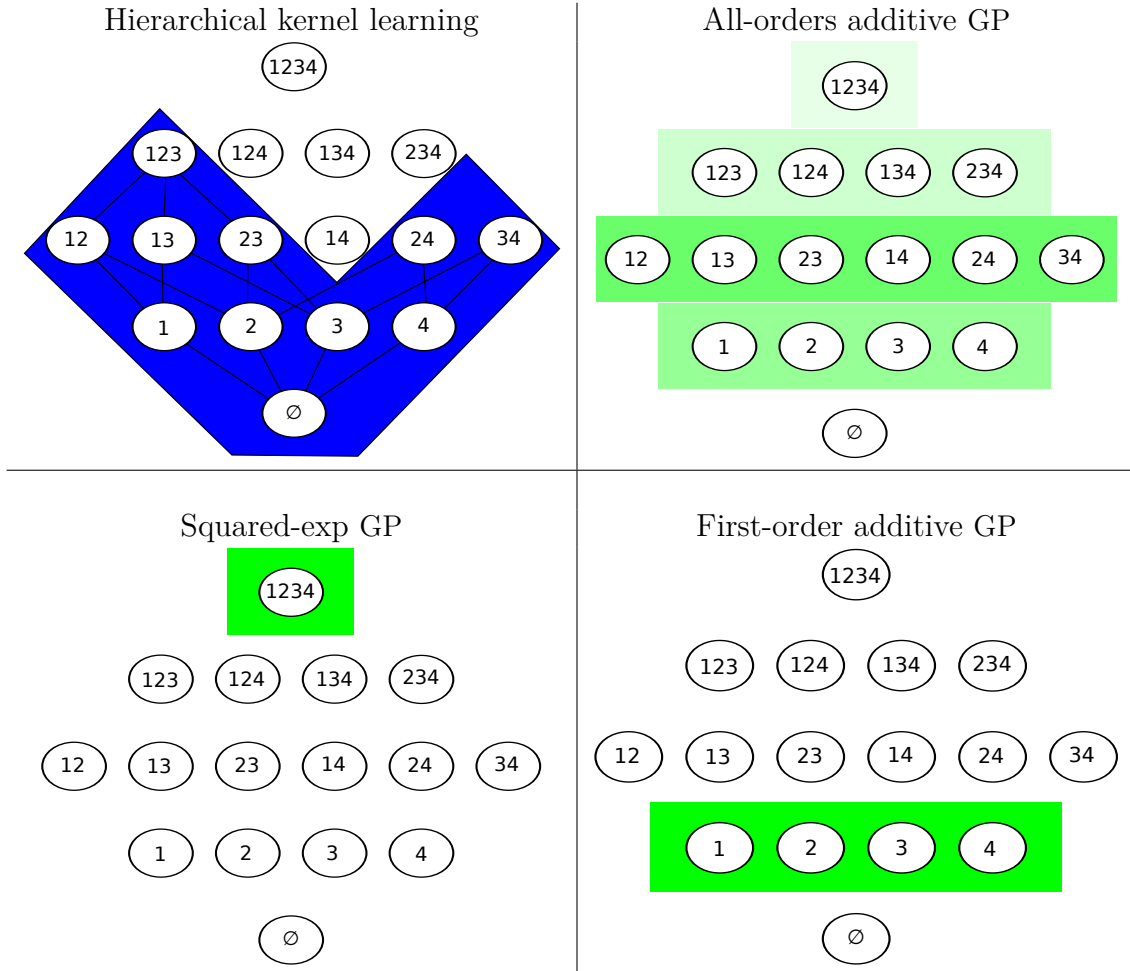 Hierarchical kernel learning
1234
123 124 134 234
12 13 23 14 24 34
1 2 3 4
∅
All-orders additive GP
1234
123 124 134 234
12 13 23 14 24 34
1 2 3 4
∅
Squared-exp GP
1234
123 124 134 234
12 13 23 14 24 34
1 2 3 4
∅
First-order additive GP
1234
123 124 134 234
12 13 23 14 24 34
1 2 3 4
∅